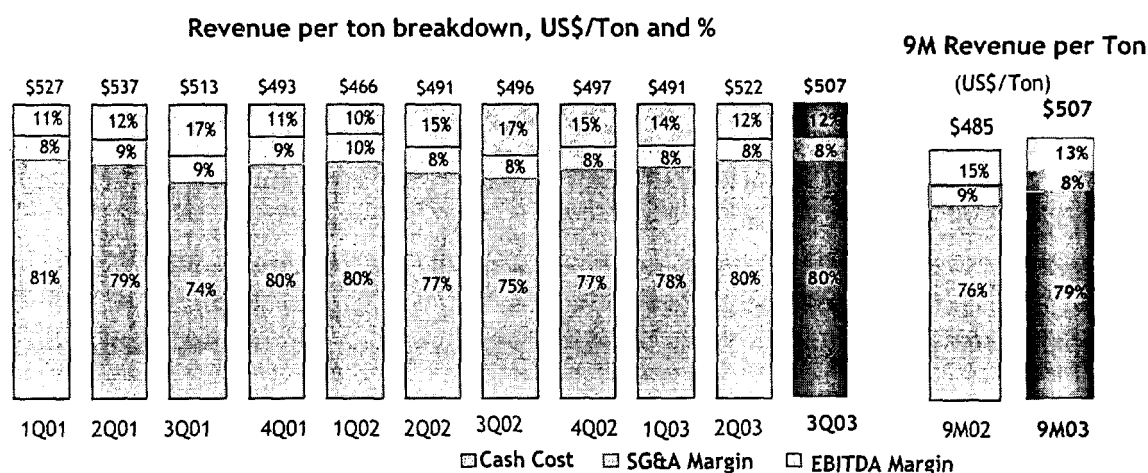 Revenue per ton breakdown, US$/Ton and %
9M Revenue per Ton
(US$/Ton)
$527 $537 $513 $493 $466 $491 $496 $497 $491 $522 $507
$485 $507
11% 12% 17% 11% 10% 15% 17% 15% 14% 12% 12%
15% 13%
8% 9% 9% 9% 10% 8% 8% 8% 8% 8% 8%
9% 8%
81% 79% 74% 80% 80% 77% 75% 77% 78% 80% 80%
76% 79%
1Q01 2Q01 3Q01 4Q01 1Q02 2Q02 3Q02 4Q02 1Q03 2Q03 3Q03
9M02 9M03
Cash Cost SG&A Margin EBITDA Margin